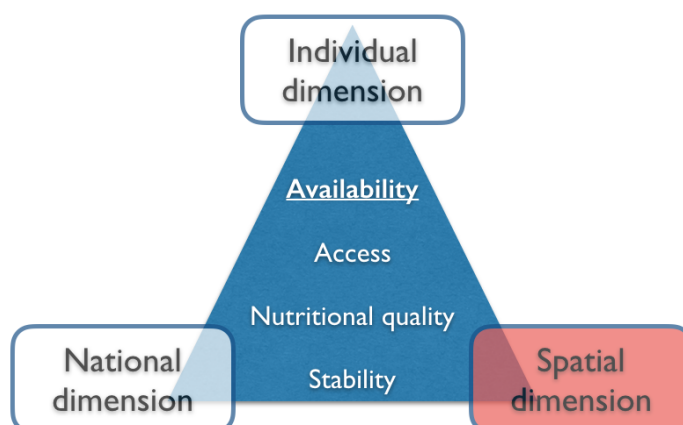 Individual
dimension
Availability
Access
Nutritional quality
Stability
National
dimension
Spatial
dimension